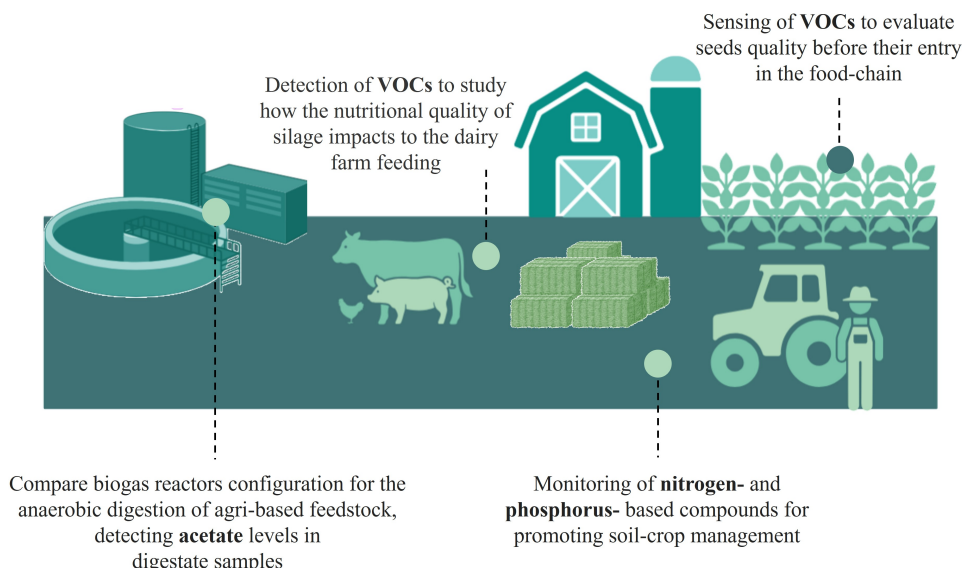 Sensing of VOCs to evaluate
seeds quality before their entry
in the food-chain
Detection of VOCs to study
how the nutritional quality of
silage impacts to the dairy
farm feeding
Compare biogas reactors configuration for the
anaerobic digestion of agri-based feedstock,
detecting acetate levels in
digestate samples
Monitoring of nitrogen- and
phosphorus- based compounds for
promoting soil-crop management